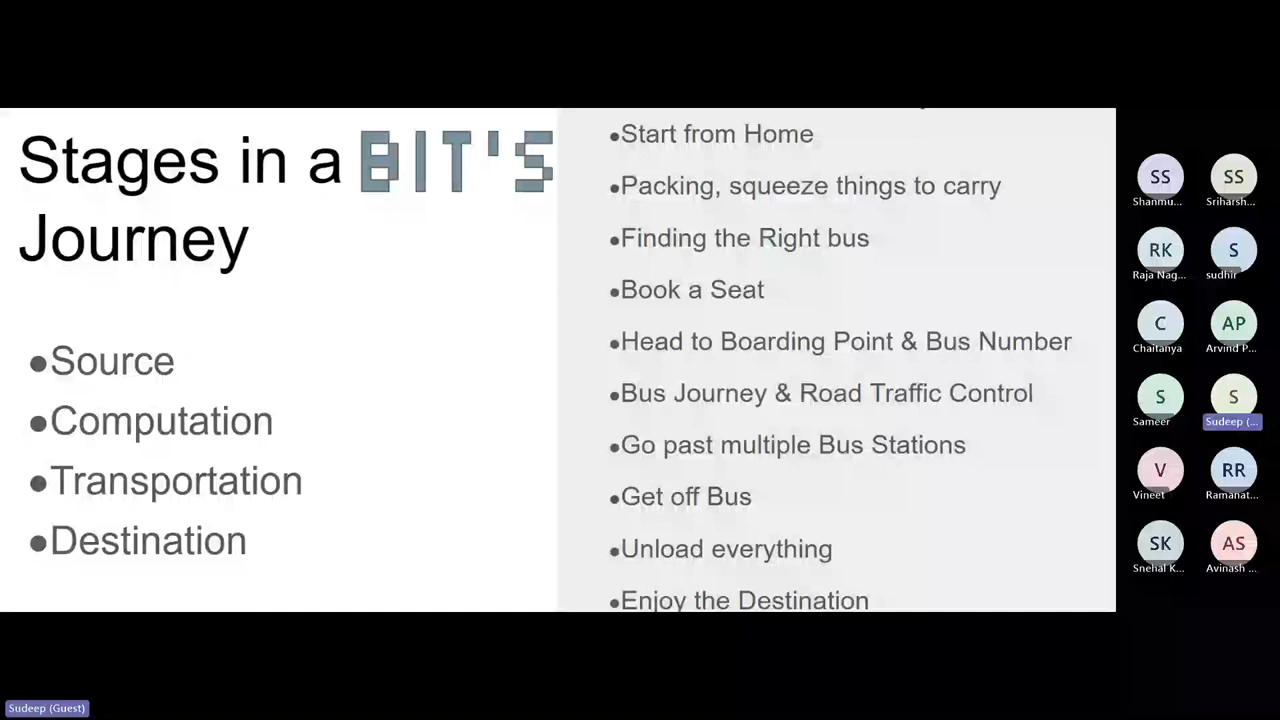 Stages in a BIT'S
Journey
●Source
●Computation
●Transportation
●Destination
●Start from Home
●Packing, squeeze things to carry
●Finding the Right bus
●Book a Seat
●Head to Boarding Point & Bus Number
●Bus Journey & Road Traffic Control
●Go past multiple Bus Stations
●Get off Bus
●Unload everything
●Enjoy the Destination
SS SS
Shanmu... Sriharsh...
RK S
Raja Nag... sudhir
C AP
Chaitanya Arvind P...
S S
Sameer Sudeep (...
V RR
Vineet Ramanat...
SK AS
Snehal K... Avinash ...
Sudeep (Guest)